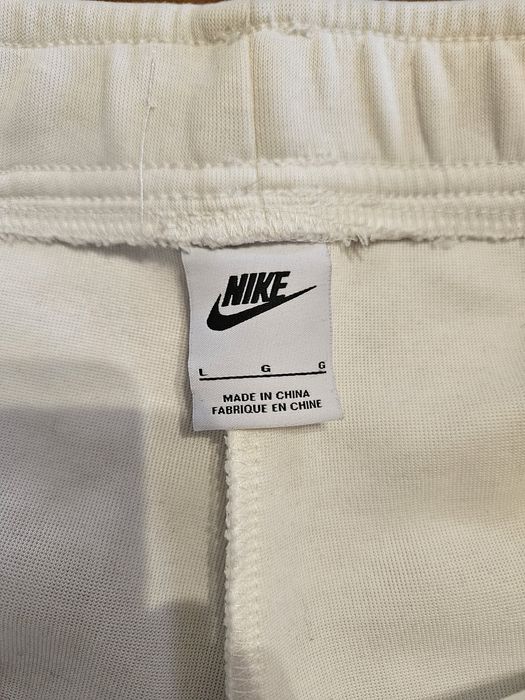 NIKE
L G G
MADE IN CHINA
FABRIQUE EN CHINE